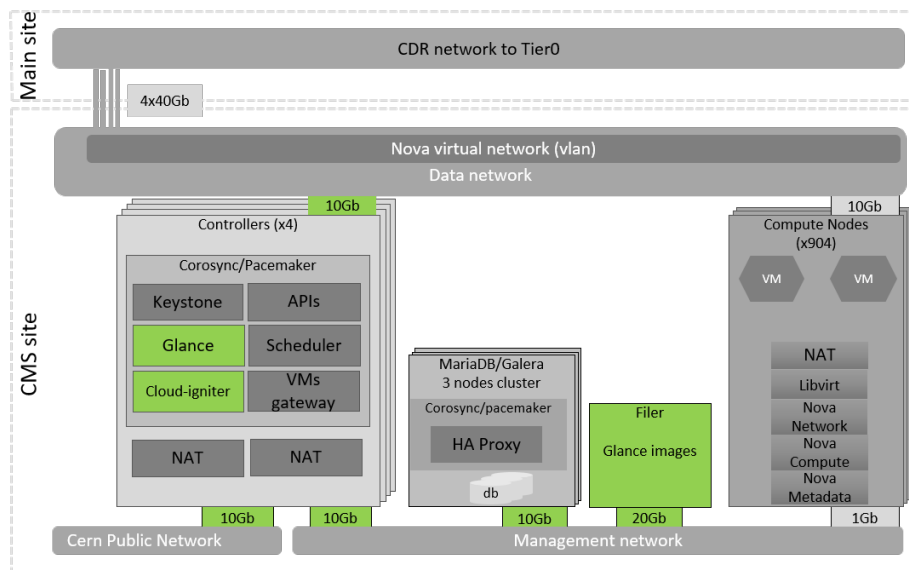 Main site
CDR network to Tier0
4x40Gb
CMS site
Nova virtual network (vlan)
Data network
10Gb
Controllers (x4)
Corosync/Pacemaker
Keystone
APIs
Glance
Scheduler
Cloud-igniter
VMs
gateway
NAT
NAT
MariaDB/Galera
3 nodes cluster
Corosync/pacemaker
HA Proxy
db
Filer
Glance images
10Gb
Compute Nodes
(x904)
VM
VM
NAT
Libvirt
Nova
Network
Nova
Compute
Nova
Metadata
10Gb
10Gb
10Gb
20Gb
1Gb
Cern Public Network
Management network